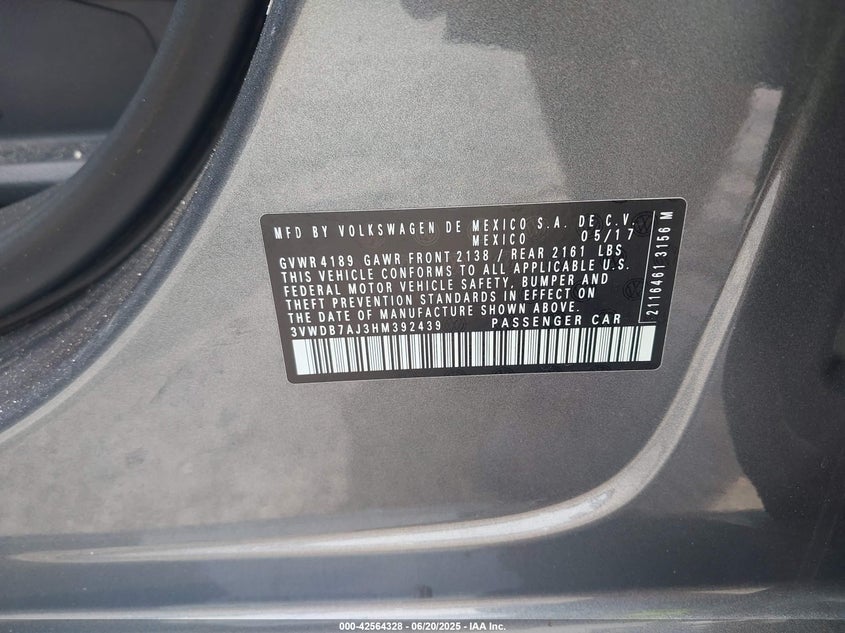 MFD BY VOLKSWAGEN DE MEXICO S.A. DE C.V.
MEXICO 05/17
GVWR 4189 GAWR FRONT 2138 / REAR 2161 LBS
THIS VEHICLE CONFORMS TO ALL APPLICABLE U.S.
FEDERAL MOTOR VEHICLE SAFETY, BUMPER AND
THEFT PREVENTION STANDARDS IN EFFECT ON
THE DATE OF MANUFACTURE SHOWN ABOVE.
3VWDB7AJ3HM392439 PASSENGER CAR
2116461 3156 M
000-42564328 - 06/20/2025 - IAA Inc.